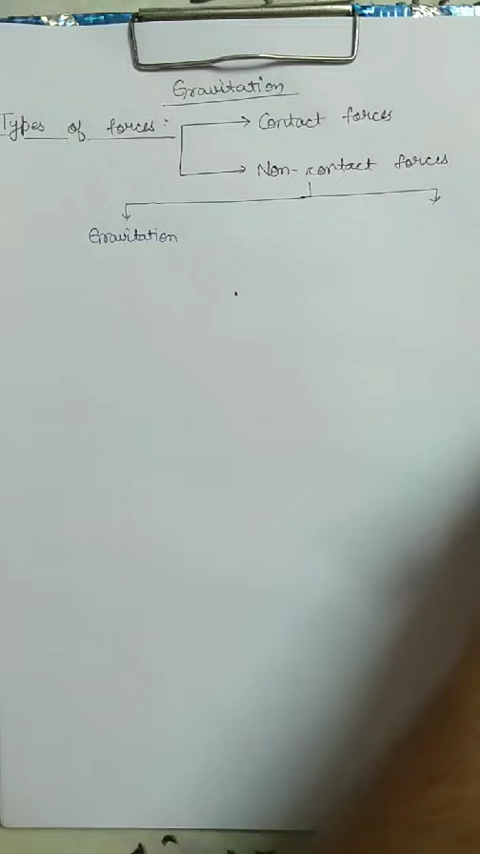 Gravitation
Types of forces: → Contact forces
→ Non-contact forces
Gravitation